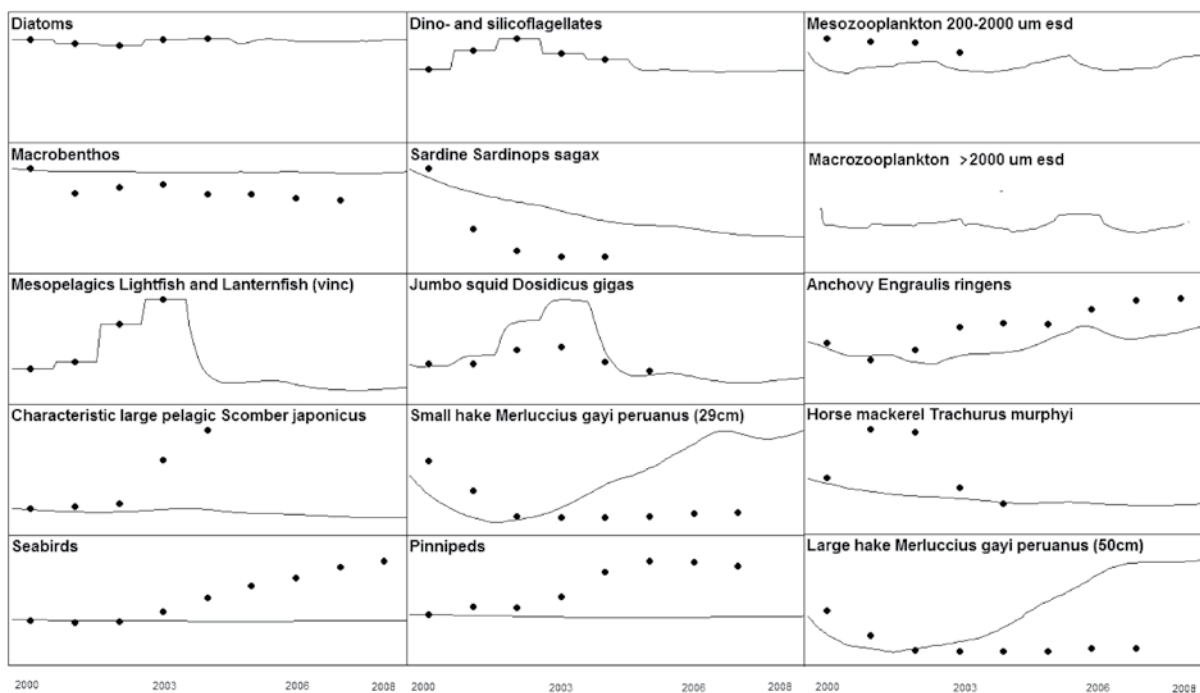 Diatoms
Dino- and silicoflagellates
Mesozooplankton 200-2000 um esd
Macrobenthos
Sardine Sardinops sagax
Macrozooplankton >2000 um esd
Mesopelagics Lightfish and Lanternfish (vinc)
Jumbo squid Dosidicus gigas
Anchovy Engraulis ringens
Characteristic large pelagic Scomber japonicus
Small hake Merluccius gayi peruanus (29cm)
Horse mackerel Trachurus murphyi
Seabirds
Pinnipeds
Large hake Merluccius gayi peruanus (50cm)
2000 2003 2006 2008
2000 2003 2006 2008
2000 2003 2006 2008